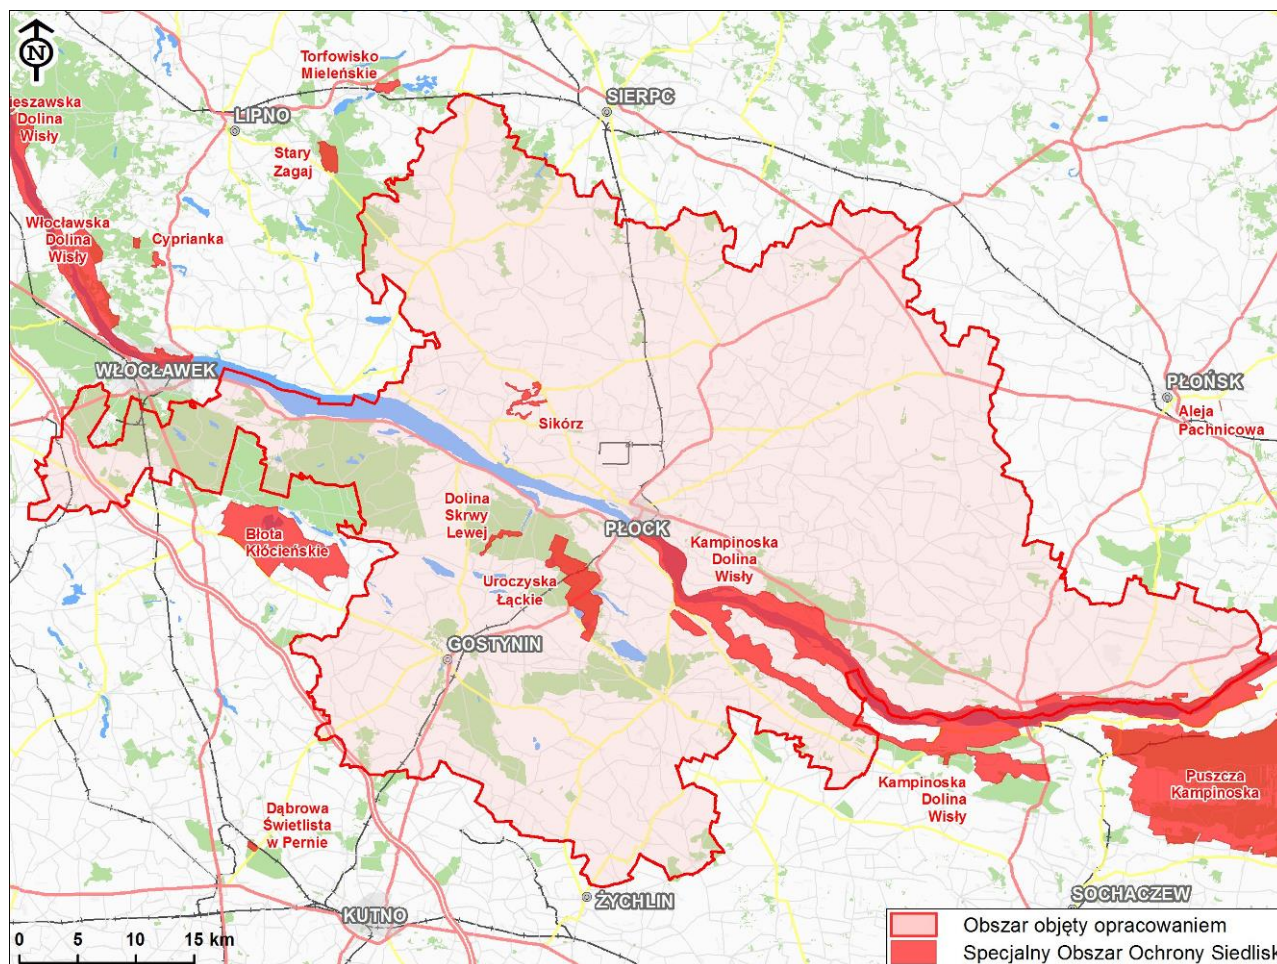 N
Torfowisko
Mieleńskie
SIERPC
LIPNO
ieszawska
Dolina
Wisły
Stary
Zagaj
Włocławska
Dolina
Wisły
Cyprianka
WŁOCŁAWEK
PŁOŃSK
Aleja
Pachnicowa
Sikórz
Dolina
Skrwy
Lewej
PŁOCK
Błota
Kłócieńskie
Kampinoska
Dolina
Wisły
Uroczyska
Łąckie
GOSTYNIN
Kampinoska
Dolina
Wisły
Puszcza
Kampinoska
Dąbrowa
Świetlista
w Pernie
ŻYCHLIN
SOCHACZEW
KUTNO
0 5 10 15 km
Obszar objęty opracowaniem
Specjalny Obszar Ochrony Siedlisk